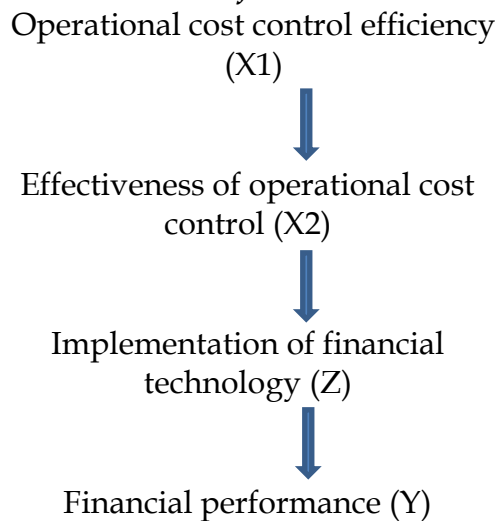 Operational cost control efficiency
(X1)
Effectiveness of operational cost
control (X2)
Implementation of financial
technology (Z)
Financial performance (Y)